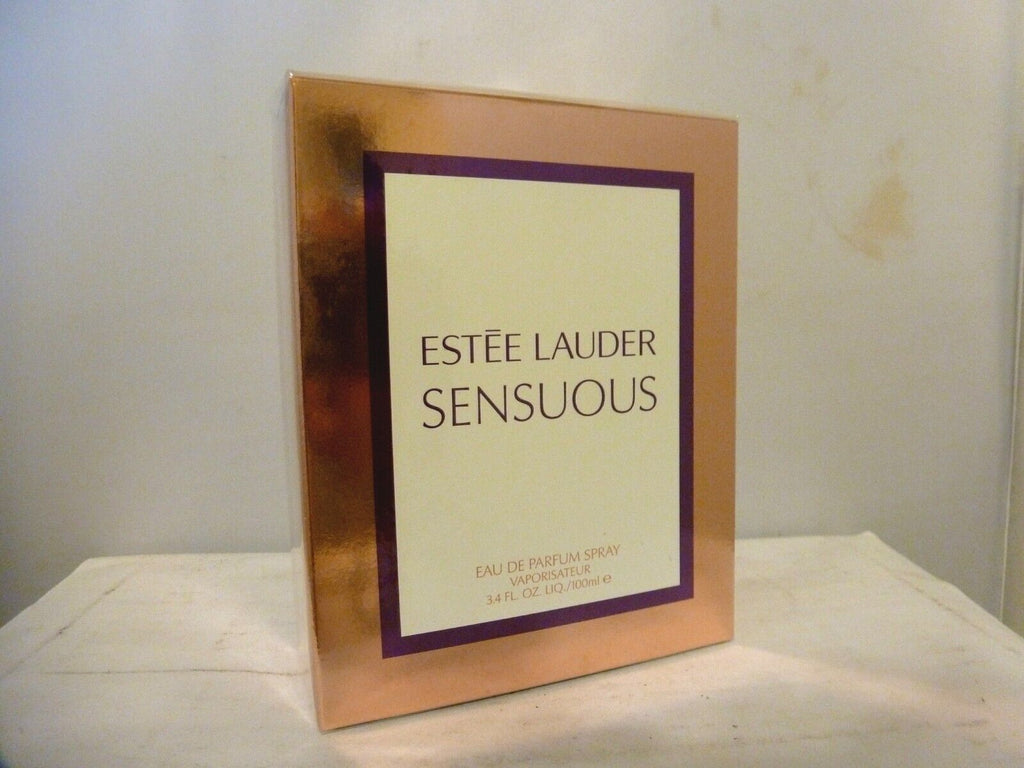 ESTĒE LAUDER
SENSUOUS
EAU DE PARFUM SPRAY
VAPORISATEUR
3.4 FL. OZ. LIQ./100ml e